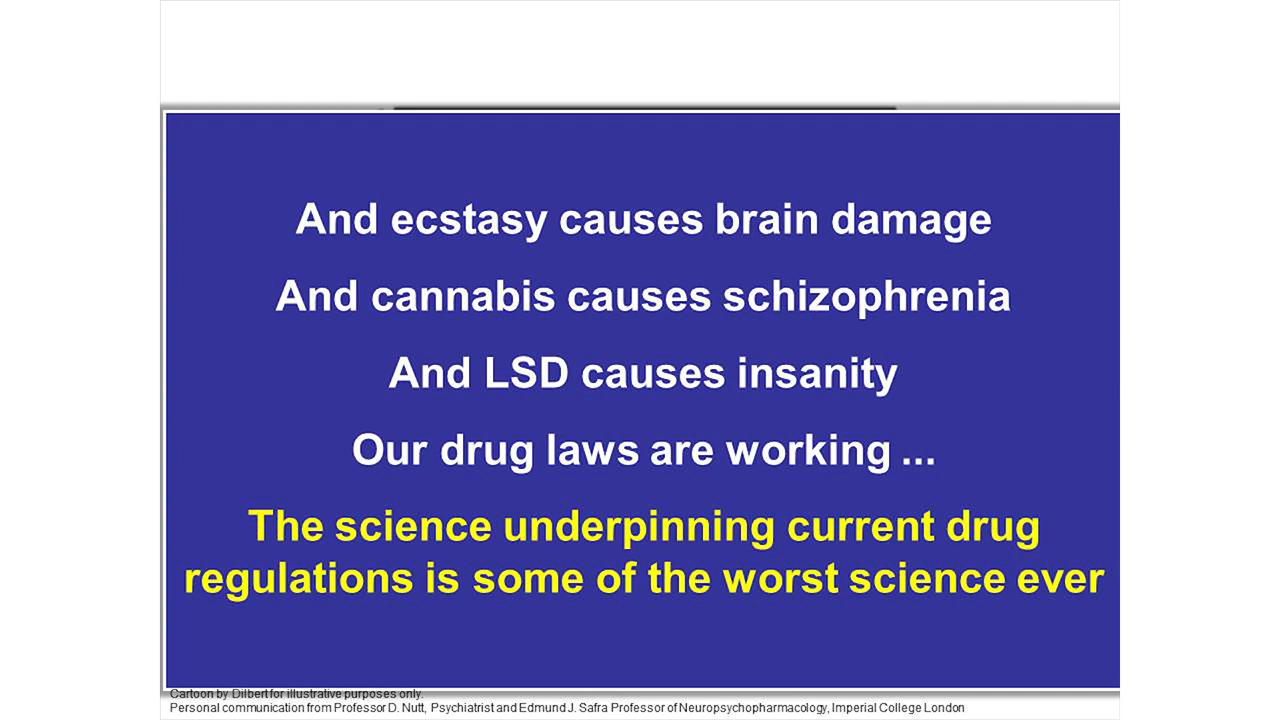 And ecstasy causes brain damage
And cannabis causes schizophrenia
And LSD causes insanity
Our drug laws are working ...
The science underpinning current drug
regulations is some of the worst science ever
Cartoon by Dilbert for illustrative purposes only.
Personal communication from Professor D. Nutt, Psychiatrist and Edmund J. Safra Professor of Neuropsychopharmacology, Imperial College London